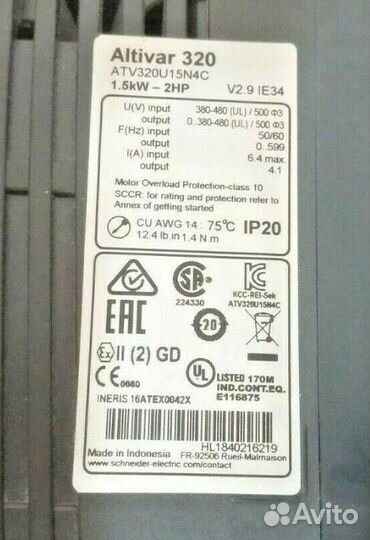 Altivar 320
ATV320U15N4C
1.5kW – 2HP V2.9 IE34
U(V) input 380-480 (UL) / 500 Φ3
output 0..380-480 (UL) / 500 Φ3
F(Hz) input 50/60
output 0..599
I(A) input 6.4 max.
output 4.1
Motor Overload Protection-class 10
SCCR: for rating and protection refer to
Annex of getting started
CU AWG 14 : 75°C IP20
12.4 lb.in 1.4 N.m
SA
224330
KCC-REI-Sek
ATV320U15N4C
EAC
20
Ex II (2) GD
CE 0080
UL LISTED 170M
IND.CONT.EQ.
E116875
INERIS 16ATEX0042X
HL1840216219
Made in Indonesia FR-92506 Rueil-Malmaison
www.schneider-electric.com/contact
Avito